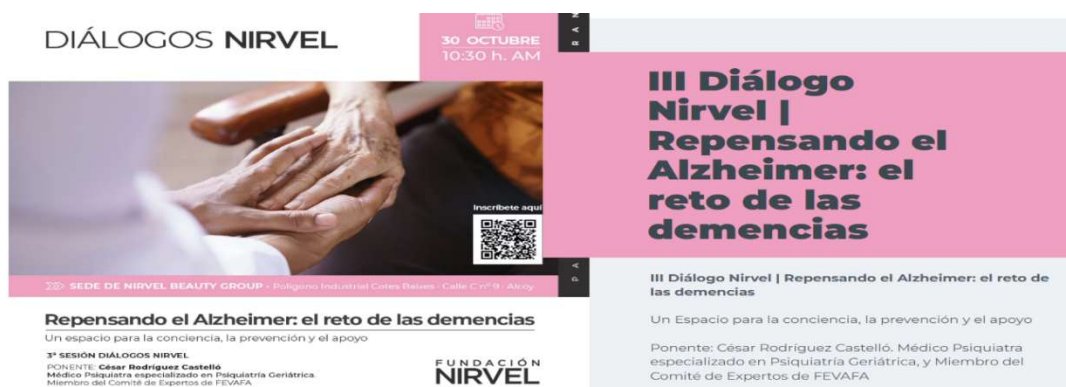 DIÁLOGOS NIRVEL
30 OCTUBRE
10:30 h. AM
Inscríbete aquí
SEDE DE NIRVEL BEAUTY GROUP - Polígono Industrial Cotes Baixes - Calle C nº 9 · Alcoy
Repensando el Alzheimer: el reto de las demencias
Un espacio para la conciencia, la prevención y el apoyo
3ª SESIÓN DIÁLOGOS NIRVEL
PONENTE: César Rodríguez Castelló
Médico Psiquiatra especializado en Psiquiatría Geriátrica.
Miembro del Comité de Expertos de FEVAFA
FUNDACIÓN
NIRVEL
III Diálogo
Nirvel |
Repensando el
Alzheimer: el
reto de las
demencias
III Diálogo Nirvel | Repensando el Alzheimer: el reto de
las demencias
Un Espacio para la conciencia, la prevención y el apoyo
Ponente: César Rodríguez Castelló. Médico Psiquiatra
especializado en Psiquiatría Geriátrica, y Miembro del
Comité de Expertos de FEVAFA